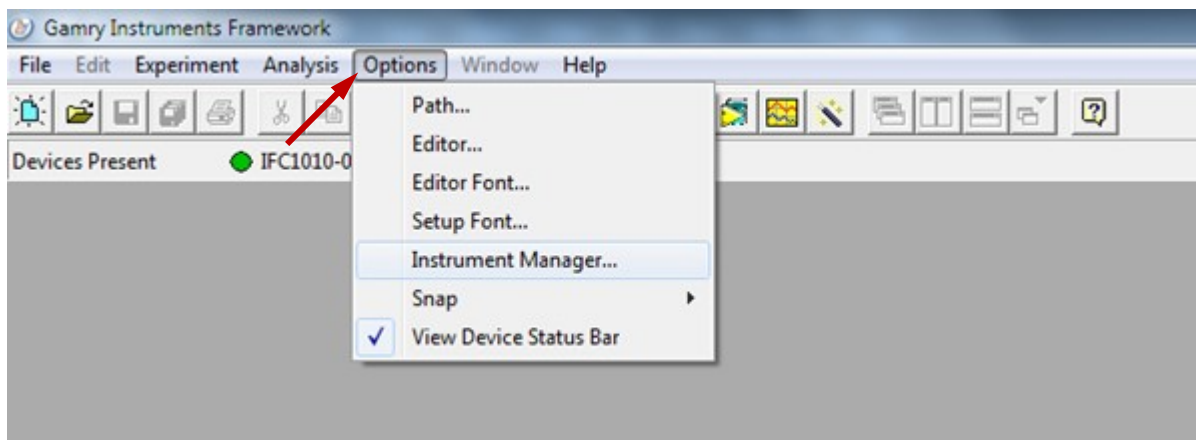 Gamry Instruments Framework
File Edit Experiment Analysis Options Window Help
Devices Present IFC1010-0
Path...
Editor...
Editor Font...
Setup Font...
Instrument Manager...
Snap
View Device Status Bar